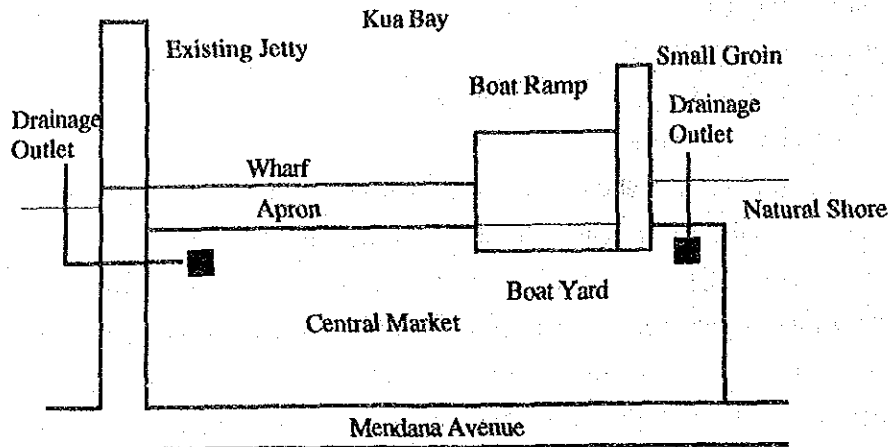 Kua Bay
Existing Jetty
Small Groin
Boat Ramp
Drainage
Outlet
Drainage
Outlet
Wharf
Apron
Natural Shore
Boat Yard
Central Market
Mendana Avenue